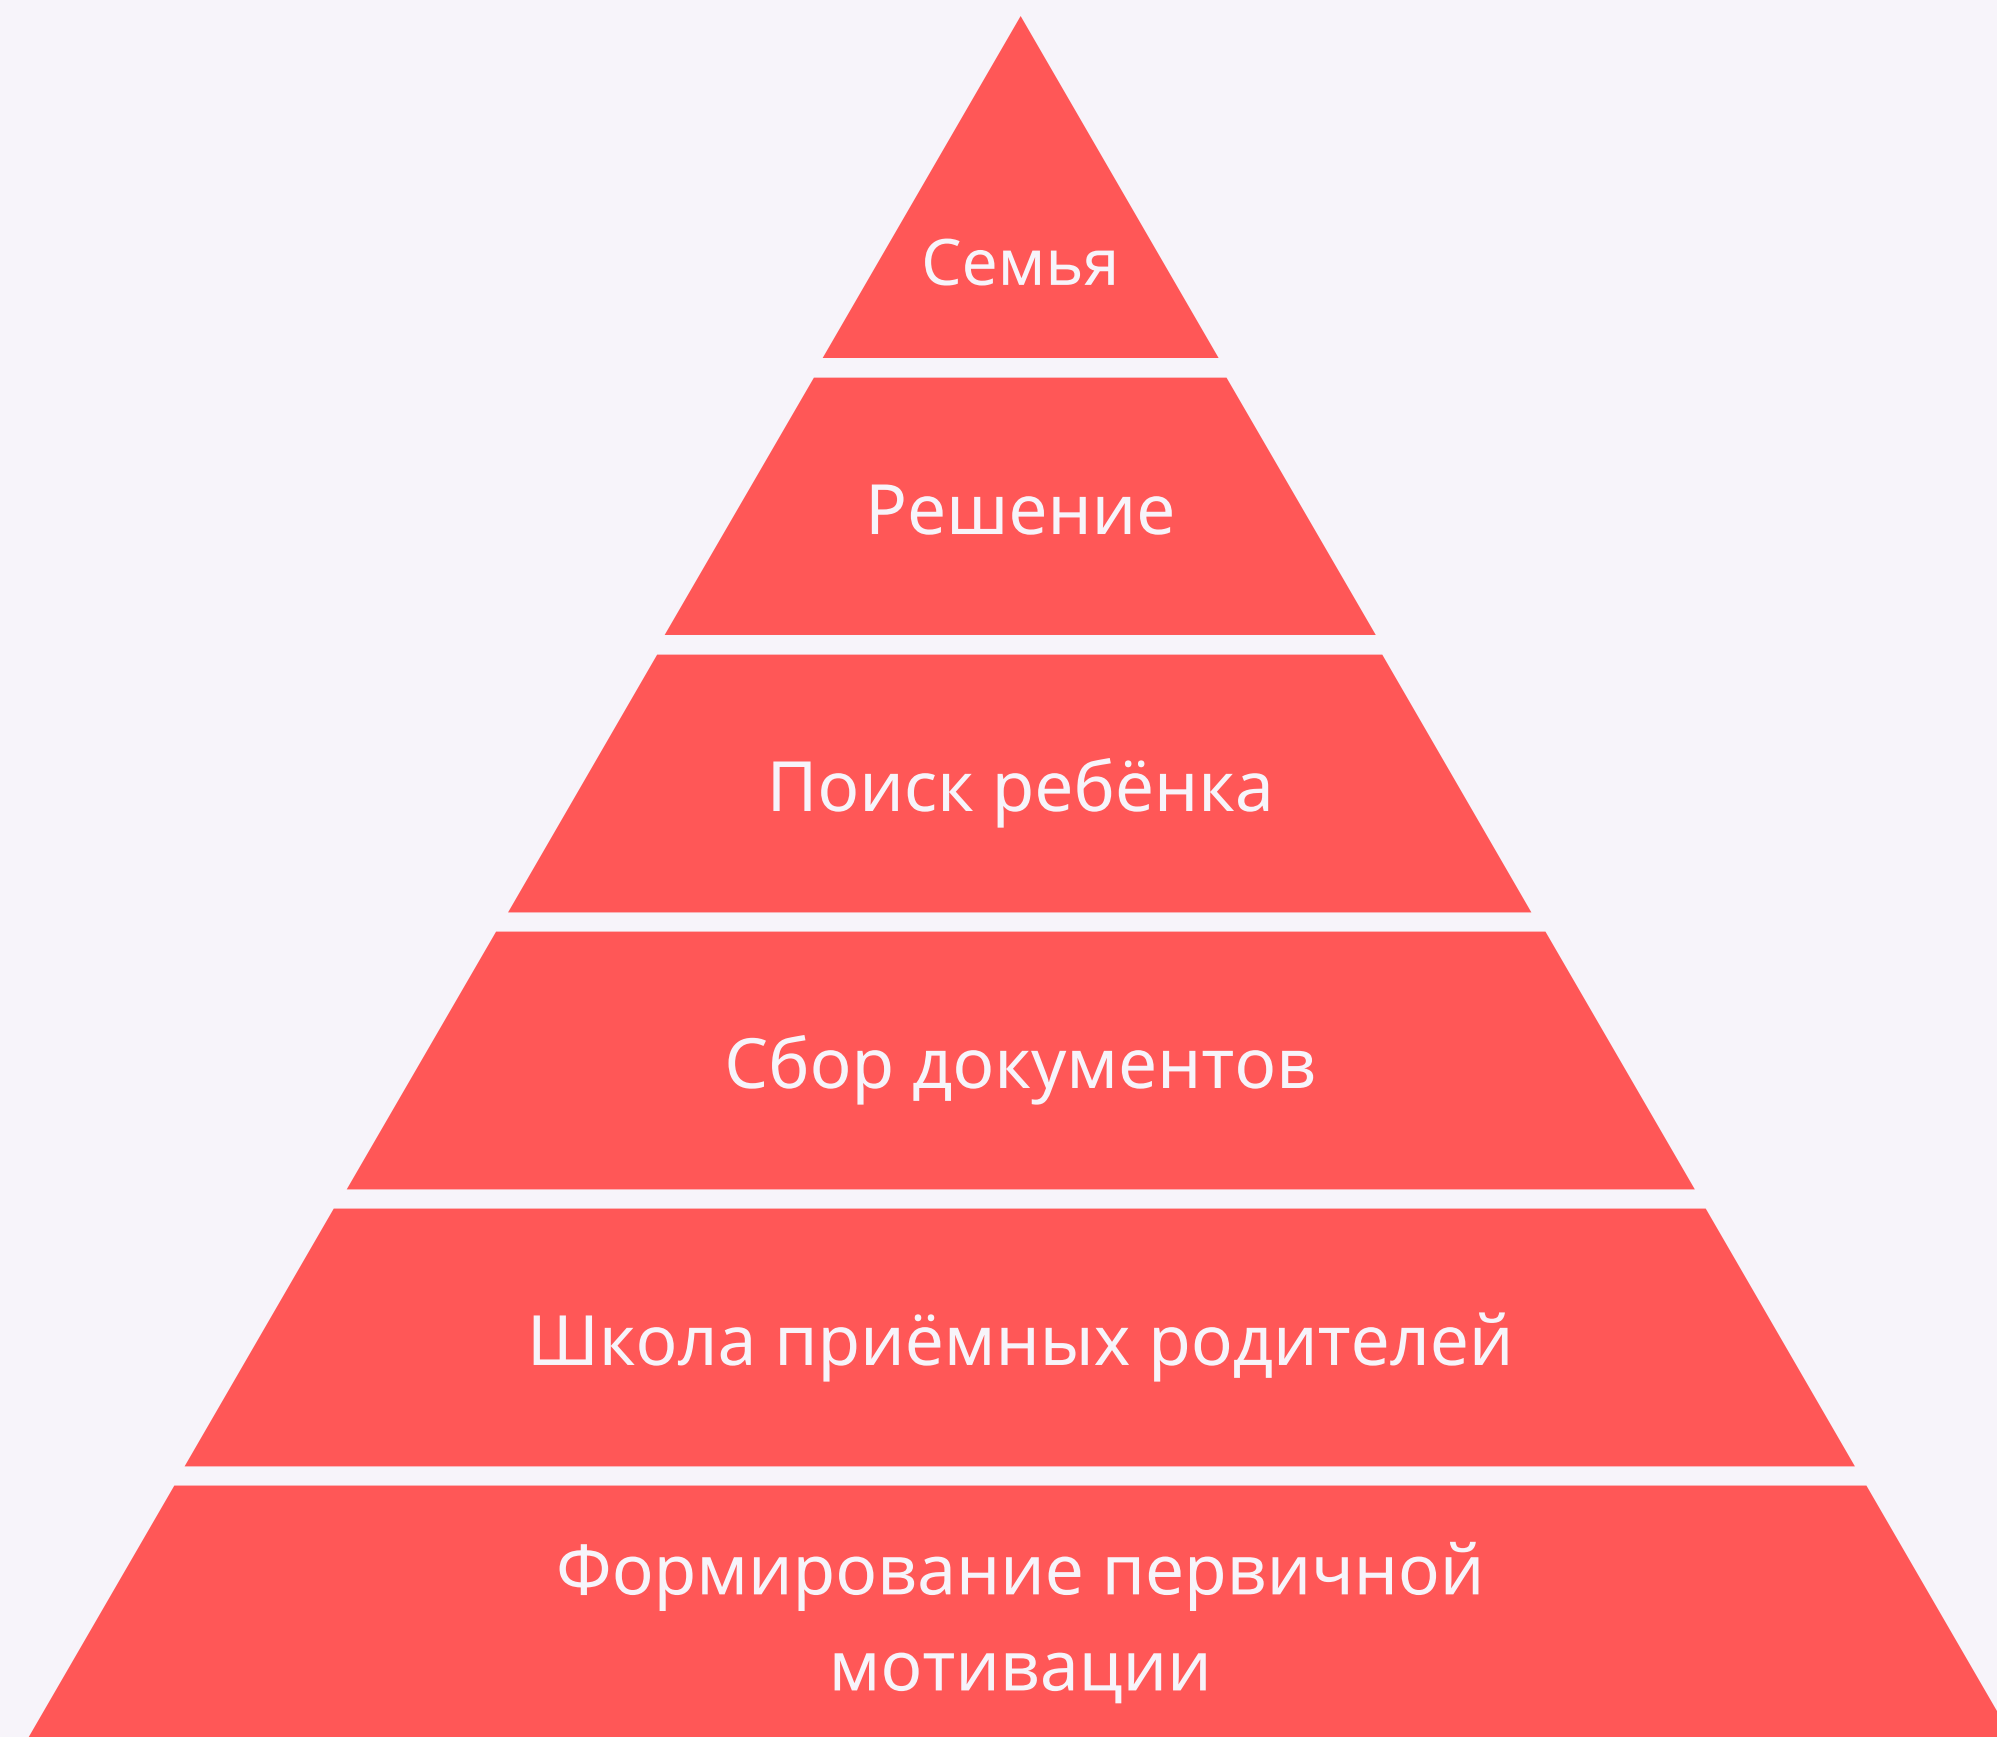 Семья
Решение
Поиск ребёнка
Сбор документов
Школа приёмных родителей
Формирование первичной
мотивации